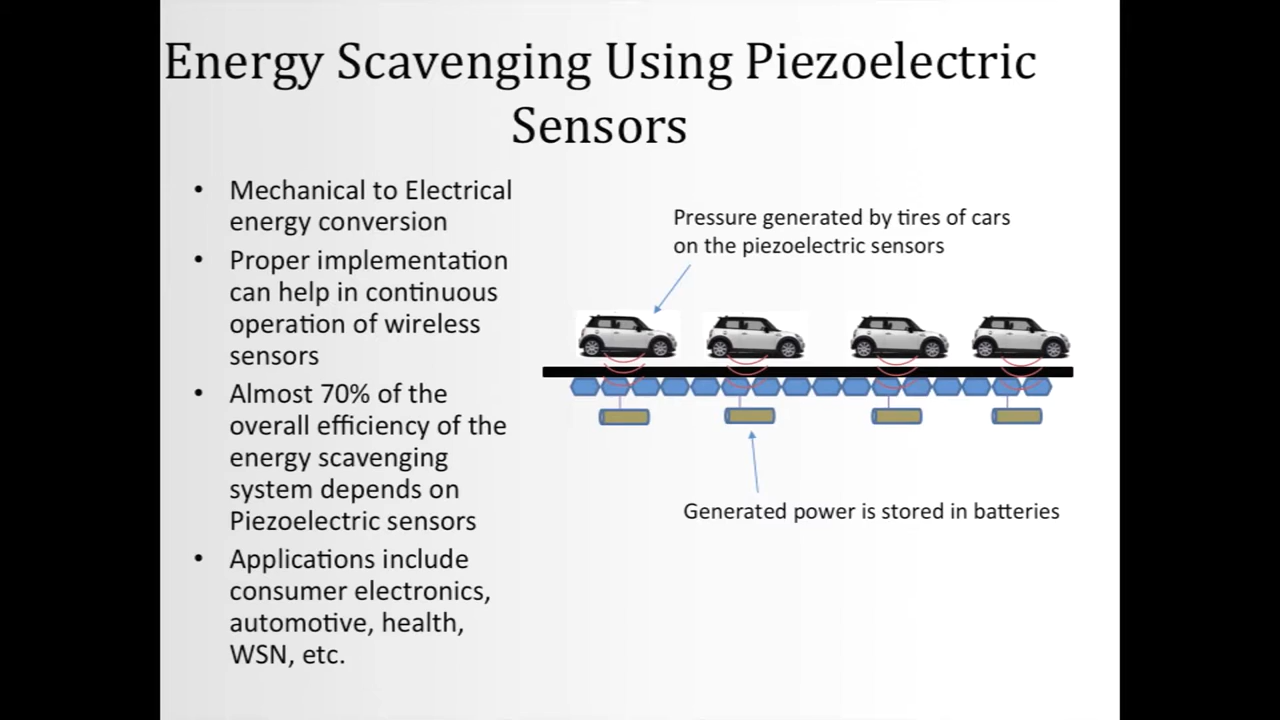 Energy Scavenging Using Piezoelectric
Sensors
• Mechanical to Electrical
energy conversion
• Proper implementation
can help in continuous
operation of wireless
sensors
• Almost 70% of the
overall efficiency of the
energy scavenging
system depends on
Piezoelectric sensors
• Applications include
consumer electronics,
automotive, health,
WSN, etc.
Pressure generated by tires of cars
on the piezoelectric sensors
Generated power is stored in batteries